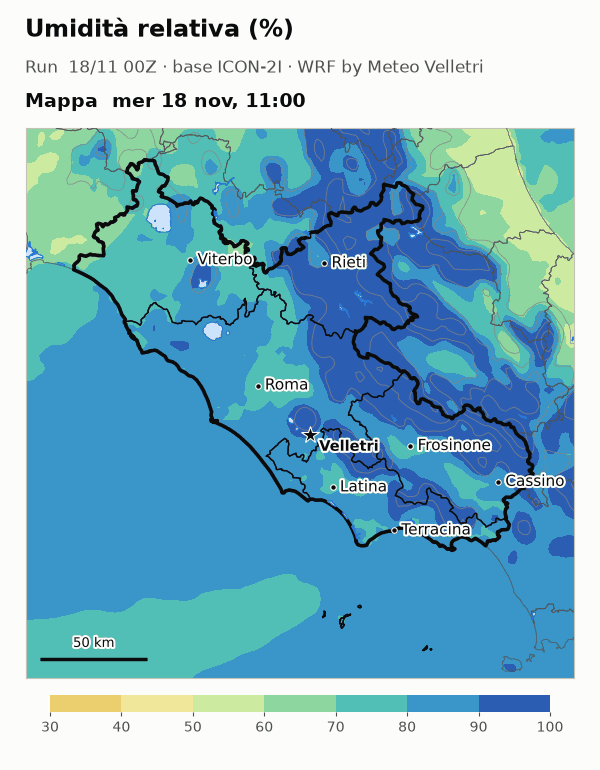 Umidità relativa (%)
Run  18/11 00Z · base ICON-2I · WRF by Meteo Velletri
Mappa  mer 18 nov, 11:00
Viterbo
Rieti
Roma
Velletri
Frosinone
Latina
Cassino
Terracina
50 km
30 40 50 60 70 80 90 100